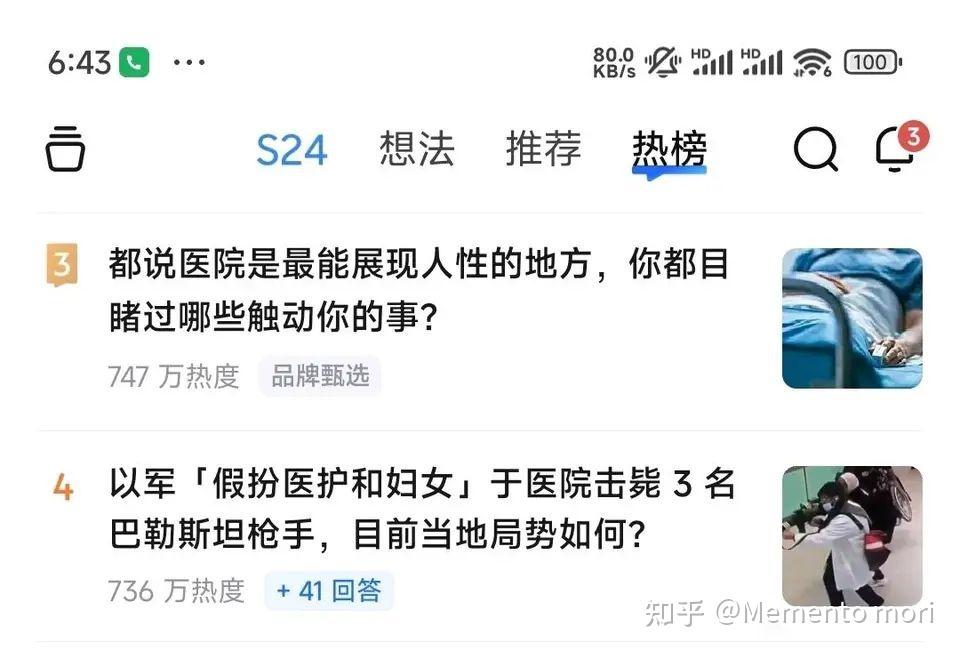 6:43 ··· 80.0 KB/s HD HD 6 100
S24 想法 推荐 热榜 3
3 都说医院是最能展现人性的地方，你都目
睹过哪些触动你的事？
747 万热度 品牌甄选
4 以军「假扮医护和妇女」于医院击毙 3 名
巴勒斯坦枪手，目前当地局势如何？
736 万热度 + 41 回答
知乎 @Memento mori